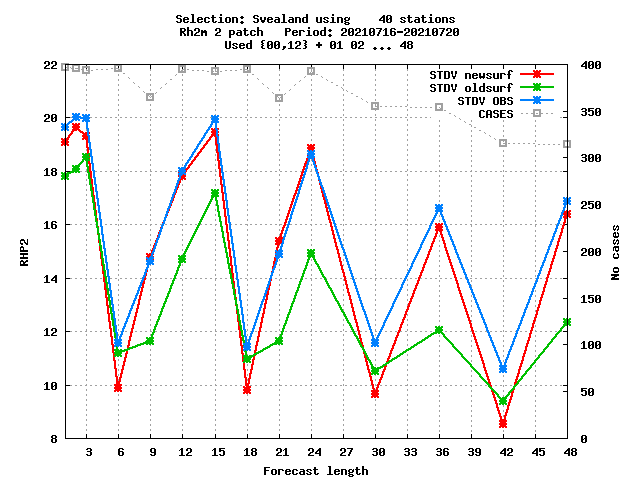 Selection: Svealand using    40 stations
Rh2m 2 patch   Period: 20210716-20210720
Used {00,12} + 01 02 ... 48
STDV newsurf
STDV oldsurf
STDV OBS
CASES
22
20
18
16
14
12
10
8
400
350
300
250
200
150
100
50
0
RHP2
No cases
3 6 9 12 15 18 21 24 27 30 33 36 39 42 45 48
Forecast length